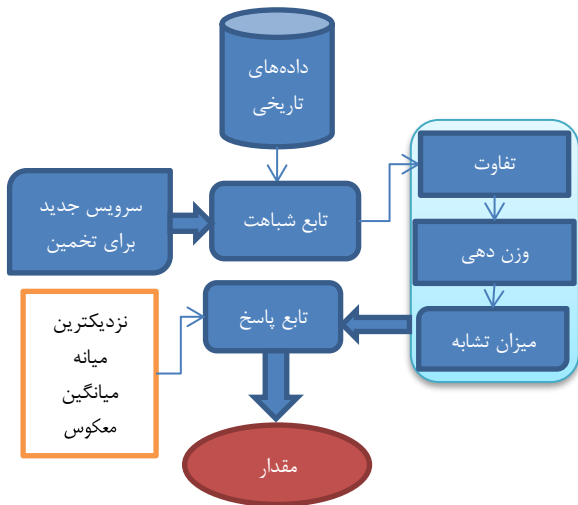 داده‌های
تاریخی
تفاوت
سرویس جدید
برای تخمین
تابع شباهت
وزن دهی
میزان تشابه
تابع پاسخ
نزدیکترین
میانه
میانگین
معکوس
مقدار